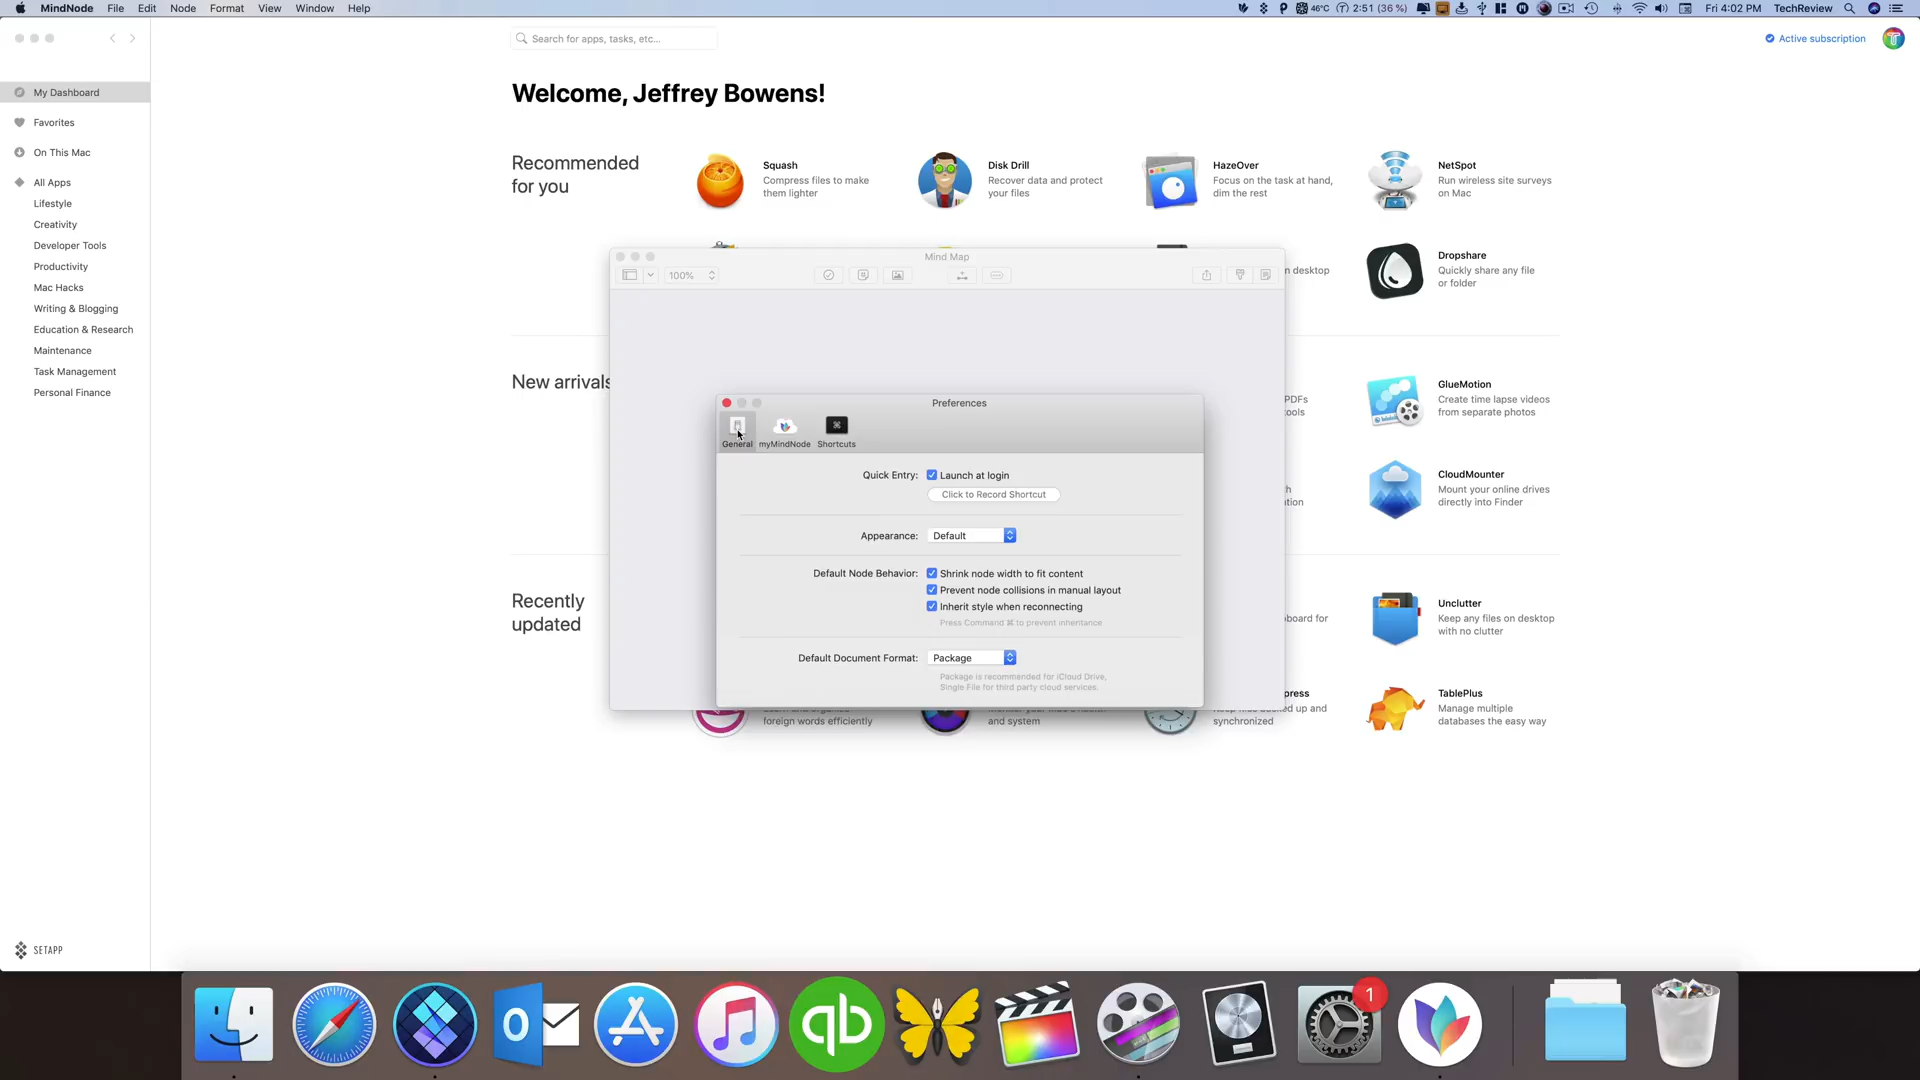 MindNode File Edit Node Format View Window Help
46°C 2:51 (36 %) Fri 4:02 PM TechReview
Search for apps, tasks, etc...
Active subscription
Welcome, Jeffrey Bowens!
My Dashboard
Favorites
On This Mac
All Apps
Lifestyle
Creativity
Developer Tools
Productivity
Mac Hacks
Writing & Blogging
Education & Research
Maintenance
Task Management
Personal Finance
SETAPP
Recommended
for you
Squash
Compress files to make
them lighter
Disk Drill
Recover data and protect
your files
HazeOver
Focus on the task at hand,
dim the rest
NetSpot
Run wireless site surveys
on Mac
n desktop
Dropshare
Quickly share any file
or folder
New arrivals
PDFs
tools
GlueMotion
Create time lapse videos
from separate photos
CloudMounter
Mount your online drives
directly into Finder
Recently
updated
board for
Unclutter
Keep any files on desktop
with no clutter
foreign words efficiently
and system
press
up and
synchronized
TablePlus
Manage multiple
databases the easy way
Mind Map
100%
Preferences
General
myMindNode
Shortcuts
Quick Entry:
Launch at login
Click to Record Shortcut
Appearance:
Default
Default Node Behavior:
Shrink node width to fit content
Prevent node collisions in manual layout
Inherit style when reconnecting
Press Command ⌘ to prevent inheritance
Default Document Format:
Package
Package is recommended for iCloud Drive,
Single File for third party cloud services.
qb
1